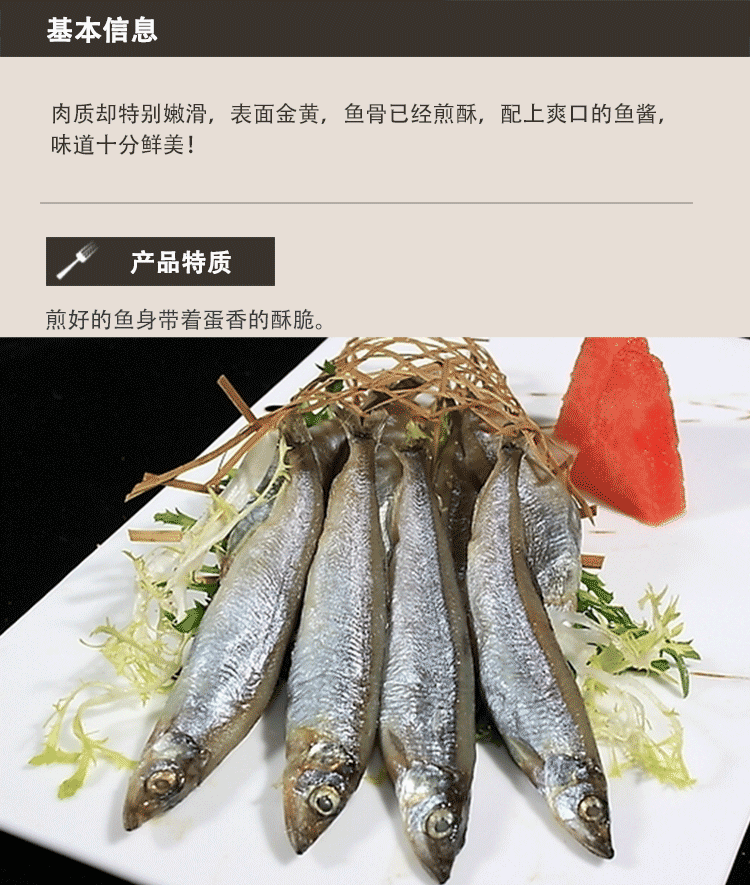 基本信息
肉质却特别嫩滑，表面金黄，鱼骨已经煎酥，配上爽口的鱼酱，
味道十分鲜美！
产品特质
煎好的鱼身带着蛋香的酥脆。